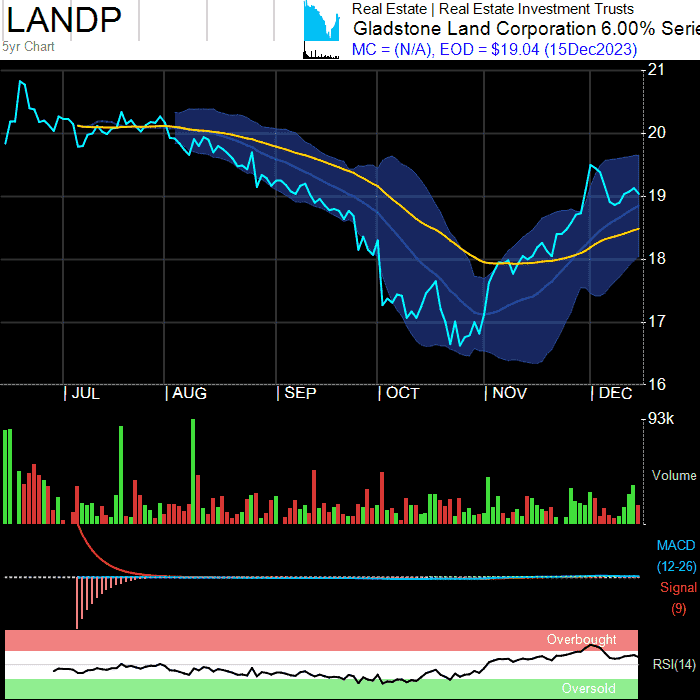 LANDP
5yr Chart
Real Estate | Real Estate Investment Trusts
Gladstone Land Corporation 6.00% Serie
MC = (N/A), EOD = $19.04 (15Dec2023)
21
20
19
18
17
16
| JUL | AUG | SEP | OCT | NOV | DEC
93k
Volume
MACD
(12-26)
Signal
(9)
Overbought
RSI(14)
Oversold